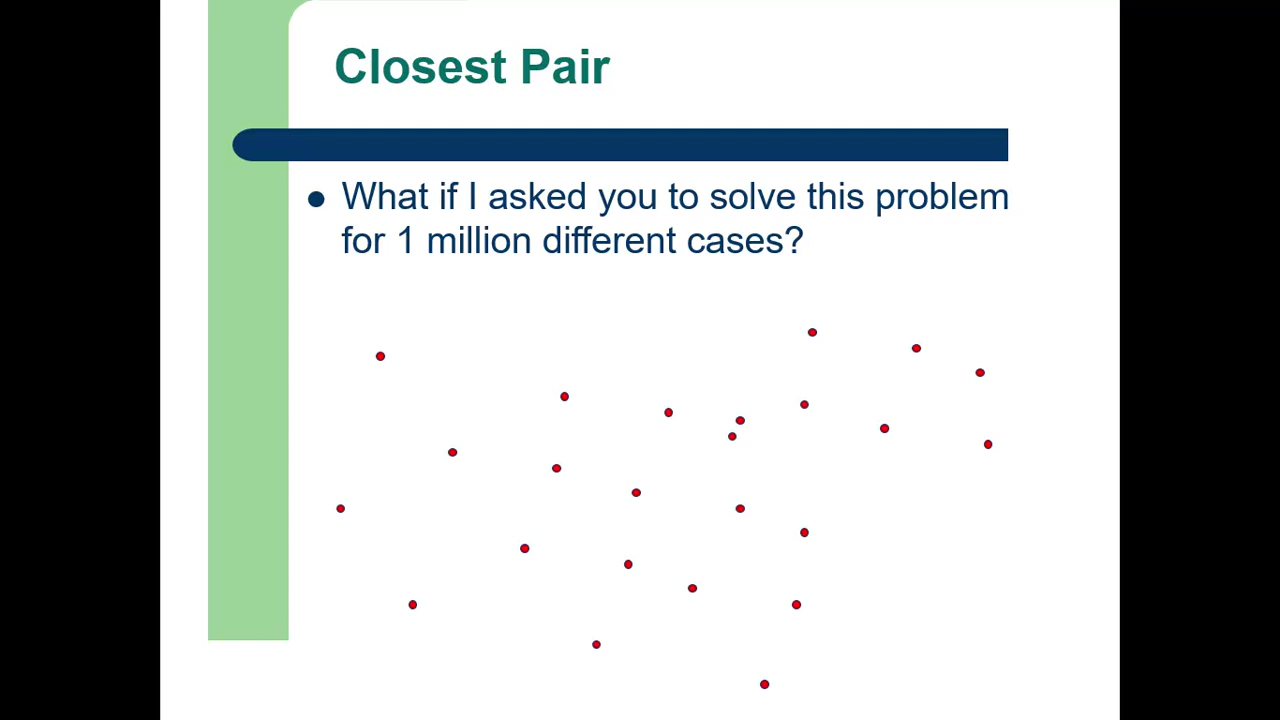 Closest Pair
What if I asked you to solve this problem
for 1 million different cases?